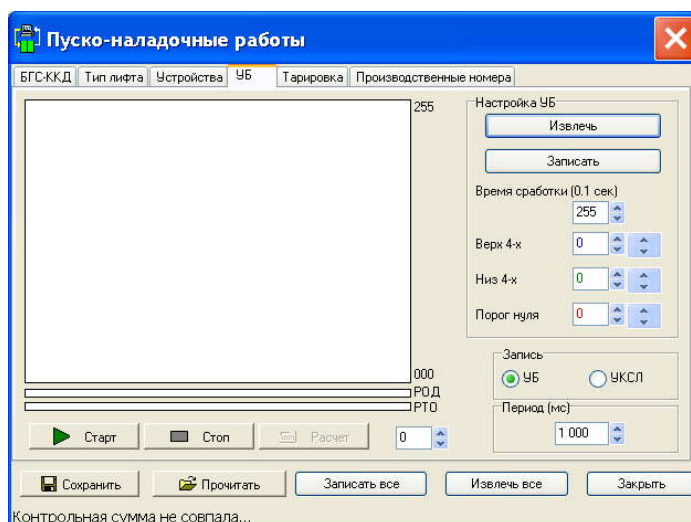 Пуско-наладочные работы
БГС-ККД Тип лифта Устройства УБ Тарировка Производственные номера
255
Настройка УБ
Извлечь
Записать
Время сработки (0.1 сек)
255
Верх 4-х 0
Низ 4-х 0
Порог нуля 0
000
РОД
РТО
Запись
УБ УКСЛ
Период (мс)
1 000
Старт Стоп Расчет 0
Сохранить Прочитать Записать все Извлечь все Закрыть
Контрольная сумма не совпала...